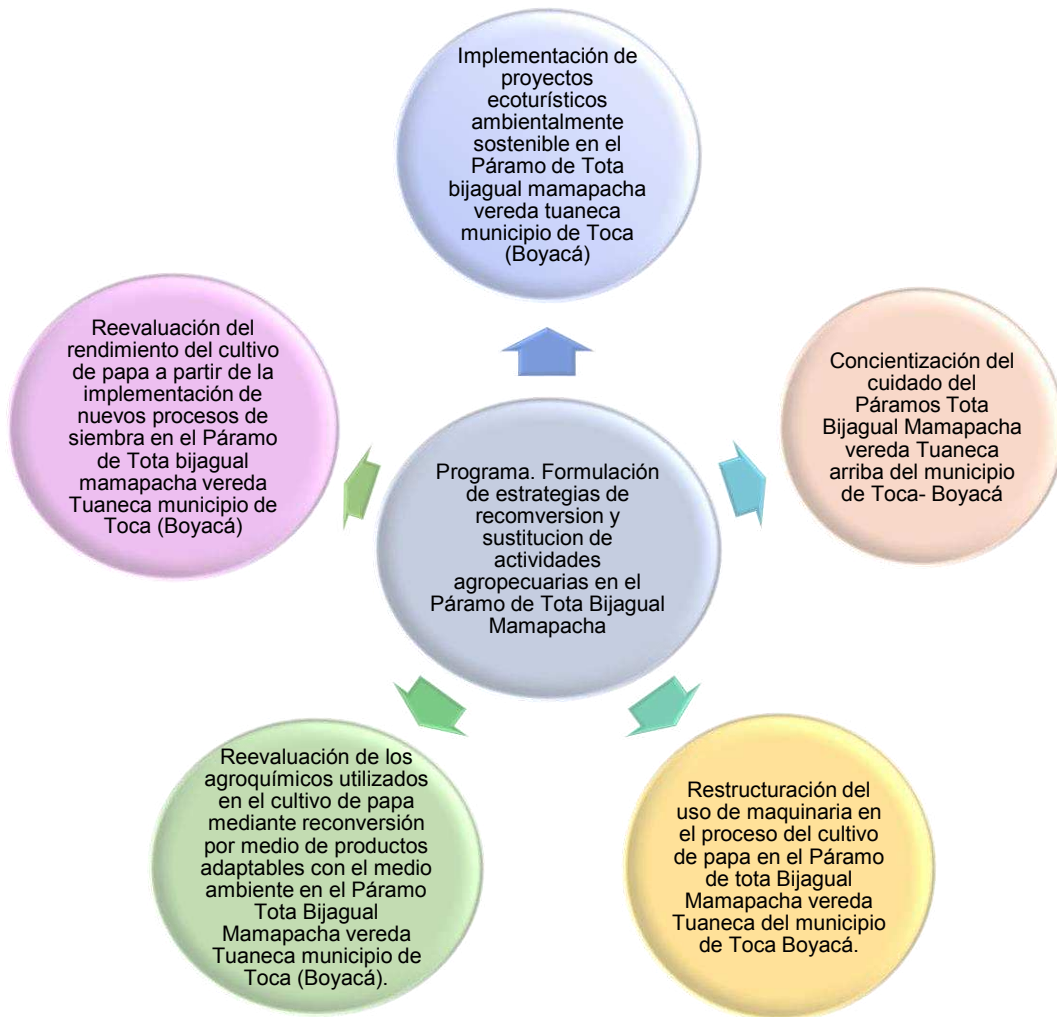 Implementación de
proyectos
ecoturísticos
ambientalmente
sostenible en el
Páramo de Tota
bijagual mamapacha
vereda tuaneca
municipio de Toca
(Boyacá)
Concientización del
cuidado del
Páramos Tota
Bijagual Mamapacha
vereda Tuaneca
arriba del municipio
de Toca- Boyacá
Restructuración del
uso de maquinaria en
el proceso del cultivo
de papa en el Páramo
de tota Bijagual
Mamapacha vereda
Tuaneca del municipio
de Toca Boyacá.
Reevaluación de los
agroquímicos utilizados
en el cultivo de papa
mediante reconversión
por medio de productos
adaptables con el medio
ambiente en el Páramo
Tota Bijagual
Mamapacha vereda
Tuaneca municipio de
Toca (Boyacá).
Reevaluación del
rendimiento del cultivo
de papa a partir de la
implementación de
nuevos procesos de
siembra en el Páramo
de Tota bijagual
mamapacha vereda
Tuaneca municipio de
Toca (Boyacá)
Programa. Formulación
de estrategias de
recomversion y
sustitucion de
actividades
agropecuarias en el
Páramo de Tota Bijagual
Mamapacha